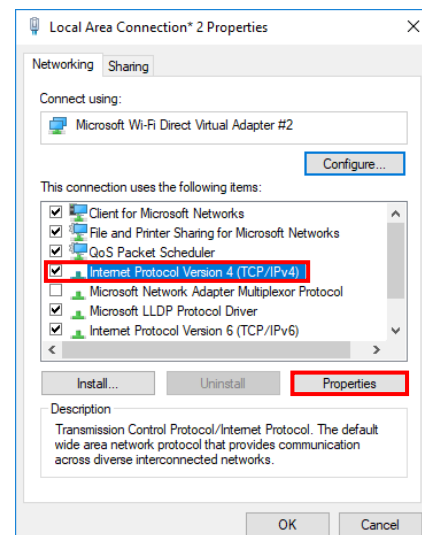 Local Area Connection* 2 Properties
Networking
Sharing
Connect using:
Microsoft Wi-Fi Direct Virtual Adapter #2
Configure...
This connection uses the following items:
Client for Microsoft Networks
File and Printer Sharing for Microsoft Networks
QoS Packet Scheduler
Internet Protocol Version 4 (TCP/IPv4)
Microsoft Network Adapter Multiplexor Protocol
Microsoft LLDP Protocol Driver
Internet Protocol Version 6 (TCP/IPv6)
Install...
Uninstall
Properties
Description
Transmission Control Protocol/Internet Protocol. The default
wide area network protocol that provides communication
across diverse interconnected networks.
OK
Cancel